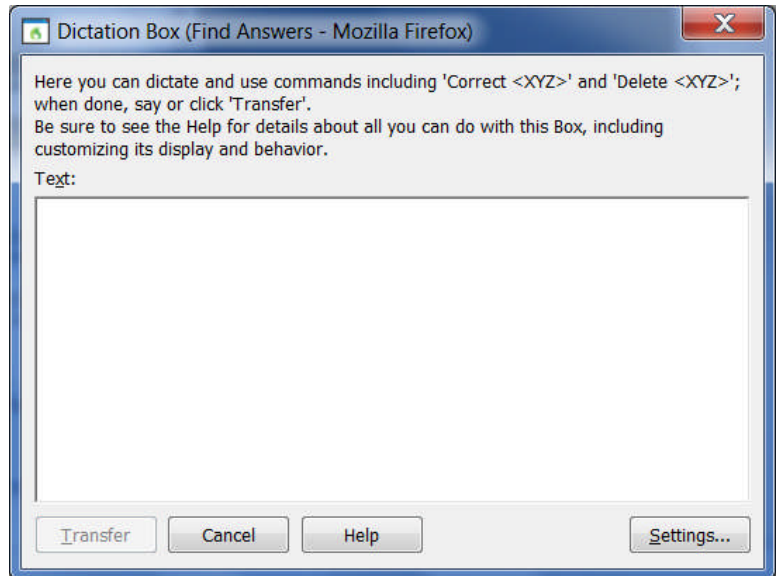 Dictation Box (Find Answers - Mozilla Firefox)
X
Here you can dictate and use commands including 'Correct <XYZ>' and 'Delete <XYZ>';
when done, say or click 'Transfer'.
Be sure to see the Help for details about all you can do with this Box, including
customizing its display and behavior.
Text:
Transfer Cancel Help Settings...